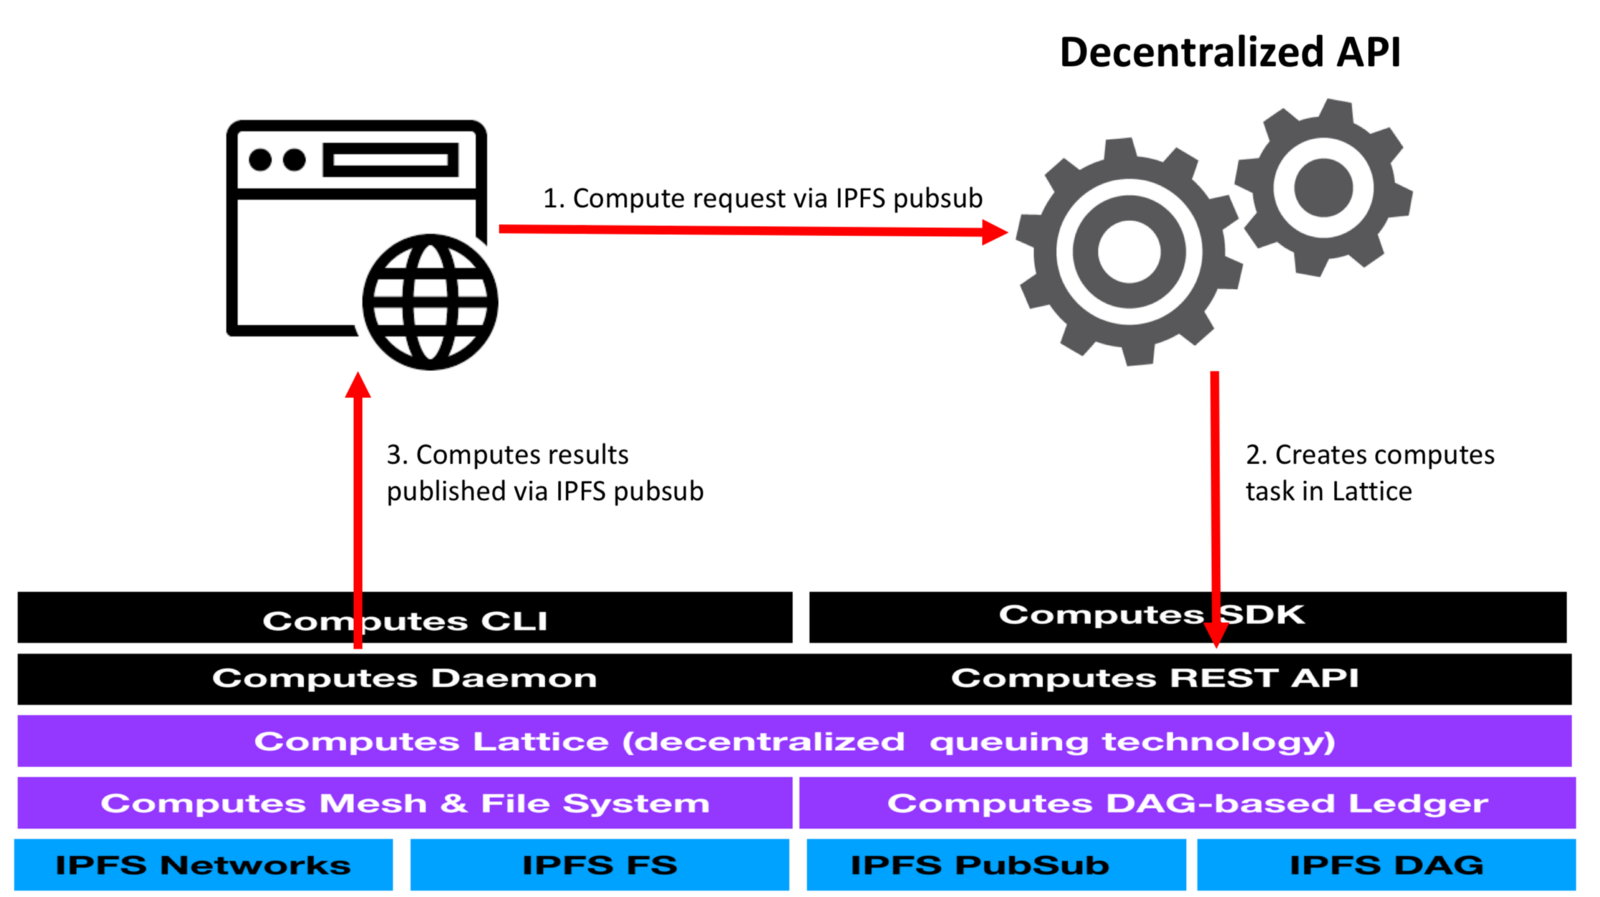 Decentralized API
1. Compute request via IPFS pubsub
3. Computes results
published via IPFS pubsub
2. Creates computes
task in Lattice
Computes CLI
Computes SDK
Computes Daemon
Computes REST API
Computes Lattice (decentralized queuing technology)
Computes Mesh & File System
Computes DAG-based Ledger
IPFS Networks
IPFS FS
IPFS PubSub
IPFS DAG